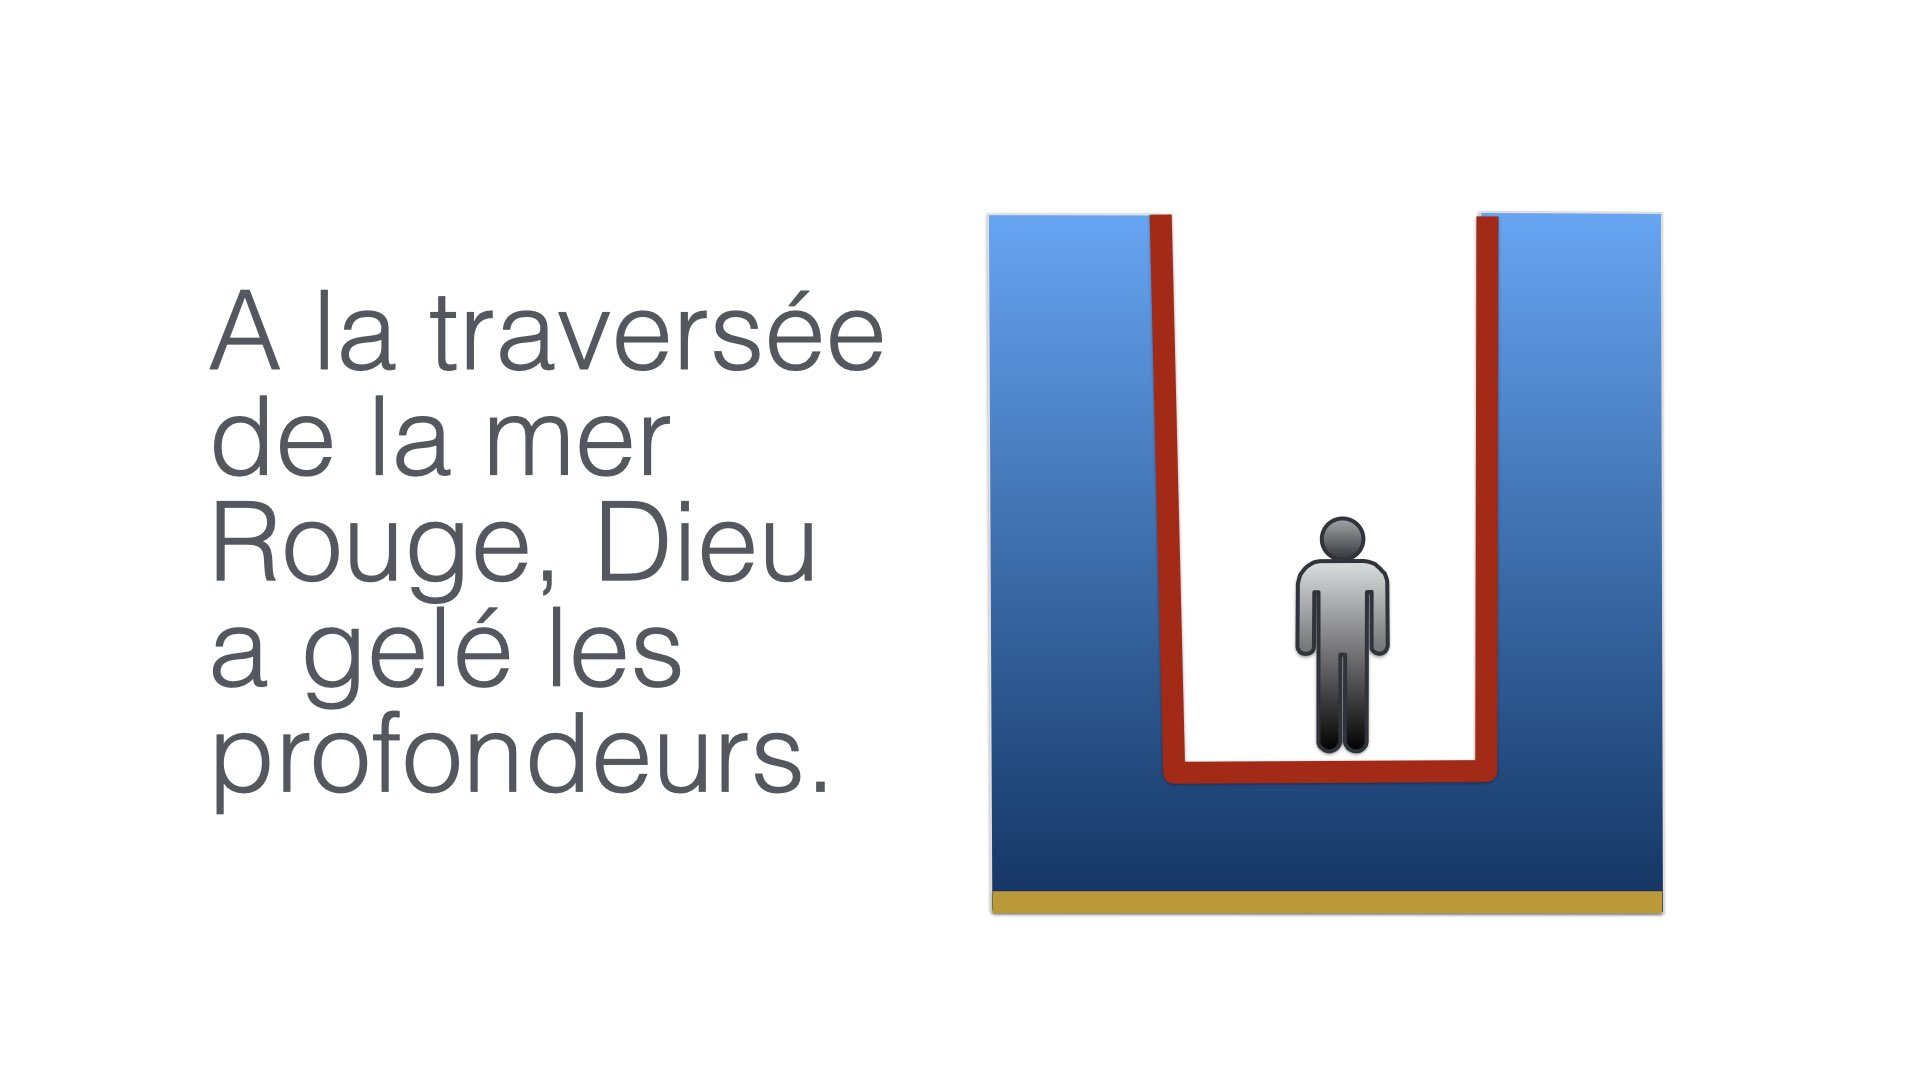 A la traversée
de la mer
Rouge, Dieu
a gelé les
profondeurs.